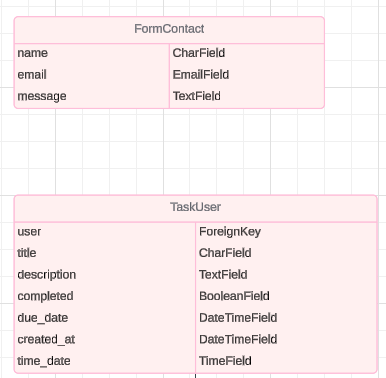 FormContact
name CharField
email EmailField
message TextField
TaskUser
user ForeignKey
title CharField
description TextField
completed BooleanField
due_date DateTimeField
created_at DateTimeField
time_date TimeField